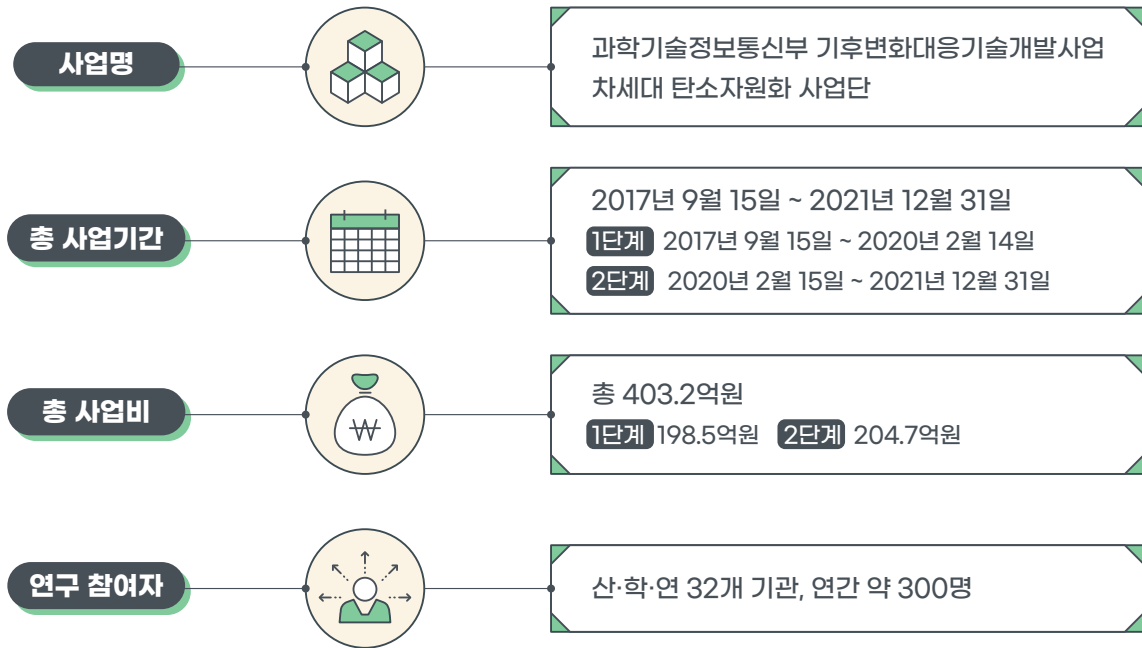 사업명
과학기술정보통신부 기후변화대응기술개발사업
차세대 탄소자원화 사업단
총 사업기간
2017년 9월 15일 ~ 2021년 12월 31일
1단계 2017년 9월 15일 ~ 2020년 2월 14일
2단계 2020년 2월 15일 ~ 2021년 12월 31일
총 사업비
총 403.2억원
1단계 198.5억원 2단계 204.7억원
연구 참여자
산·학·연 32개 기관, 연간 약 300명